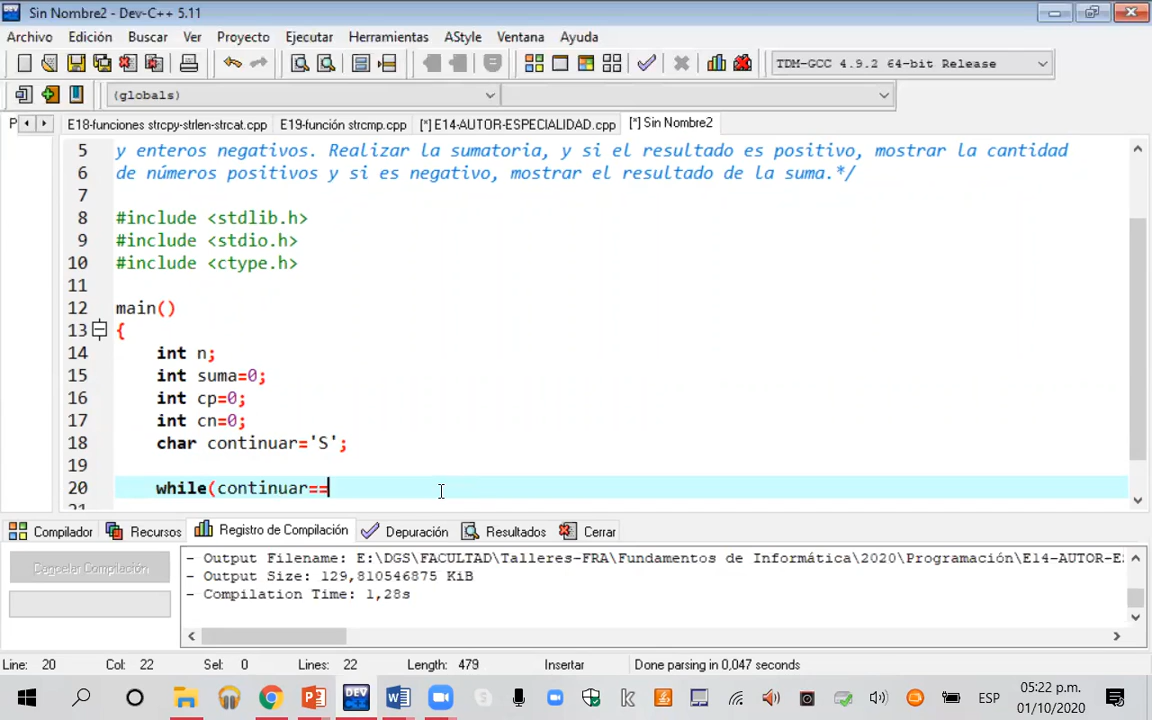 Sin Nombre2 - Dev-C++ 5.11
Archivo Edición Buscar Ver Proyecto Ejecutar Herramientas AStyle Ventana Ayuda
TDM-GCC 4.9.2 64-bit Release
(globals)
P E18-funciones strcpy-strlen-strcat.cpp E19-función strcmp.cpp [*] E14-AUTOR-ESPECIALIDAD.cpp [*] Sin Nombre2
5 y enteros negativos. Realizar la sumatoria, y si el resultado es positivo, mostrar la cantidad
6 de números positivos y si es negativo, mostrar el resultado de la suma.*/
7
8 #include <stdlib.h>
9 #include <stdio.h>
10 #include <ctype.h>
11
12 main()
13 {
14 int n;
15 int suma=0;
16 int cp=0;
17 int cn=0;
18 char continuar='S';
19
20 while(continuar==
21
Compilador Recursos Registro de Compilación Depuración Resultados Cerrar
Cancelar Compilación
- Output Filename: E:\DGS\FACULTAD\Talleres-FRA\Fundamentos de Informática\2020\Programación\E14-AUTOR-E
- Output Size: 129,810546875 KiB
- Compilation Time: 1,28s
Line: 20 Col: 22 Sel: 0 Lines: 22 Length: 479 Insertar Done parsing in 0,047 seconds
ESP
05:22 p.m.
01/10/2020